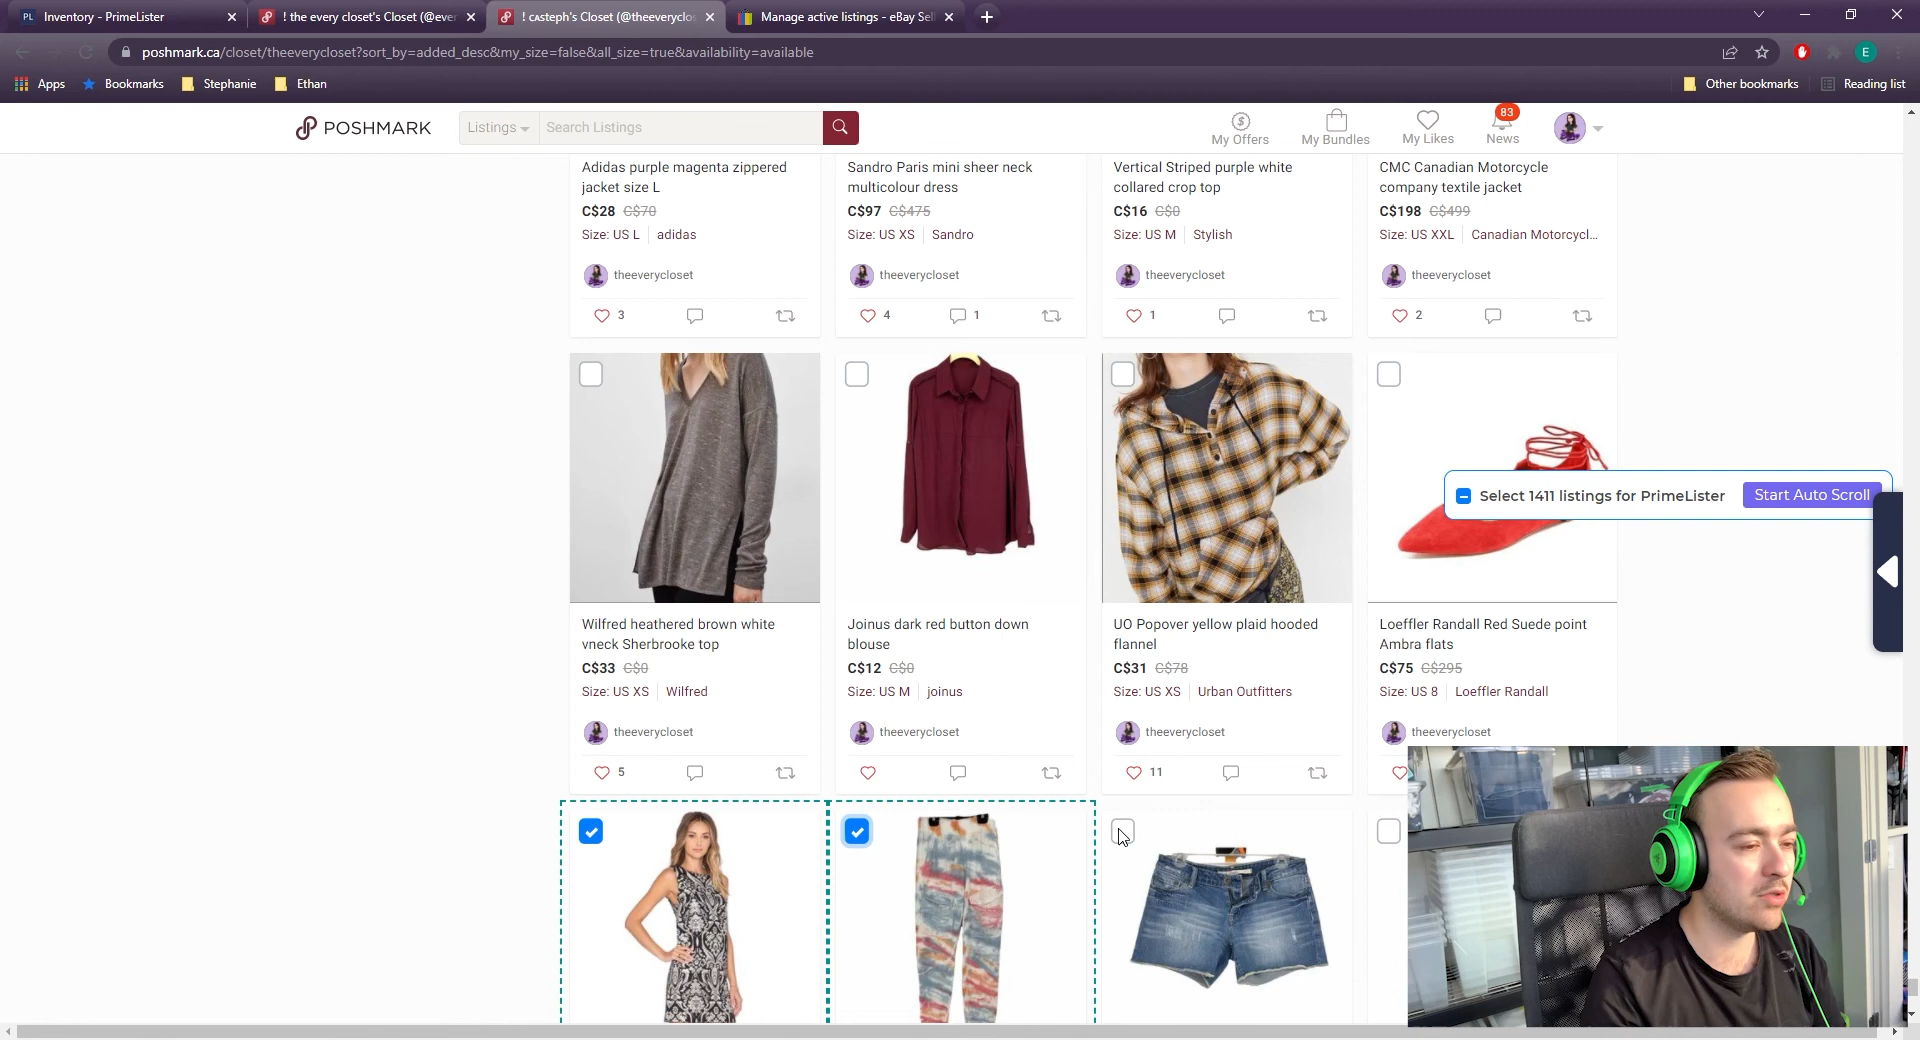 PL Inventory - PrimeLister
! the every closet's Closet (@ever
! cᴀsteph's Closet (@theeveryclos
Manage active listings - eBay Sell
poshmark.ca/closet/theeverycloset?sort_by=added_desc&my_size=false&all_size=true&availability=available
E
Apps
Bookmarks
Stephanie
Ethan
Other bookmarks
Reading list
POSHMARK
Listings
Search Listings
My Offers
My Bundles
My Likes
83
News
Adidas purple magenta zippered
jacket size L
C$28 C$70
Size: US L | adidas
theeverycloset
3
Sandro Paris mini sheer neck
multicolour dress
C$97 C$475
Size: US XS | Sandro
theeverycloset
4 1
Vertical Striped purple white
collared crop top
C$16 C$0
Size: US M | Stylish
theeverycloset
1
CMC Canadian Motorcycle
company textile jacket
C$198 C$499
Size: US XXL | Canadian Motorcycl...
theeverycloset
2
Select 1411 listings for PrimeLister
Start Auto Scroll
Wilfred heathered brown white
vneck Sherbrooke top
C$33 C$0
Size: US XS | Wilfred
theeverycloset
5
Joinus dark red button down
blouse
C$12 C$0
Size: US M | joinus
theeverycloset
UO Popover yellow plaid hooded
flannel
C$31 C$78
Size: US XS | Urban Outfitters
theeverycloset
11
Loeffler Randall Red Suede point
Ambra flats
C$75 C$295
Size: US 8 | Loeffler Randall
theeverycloset